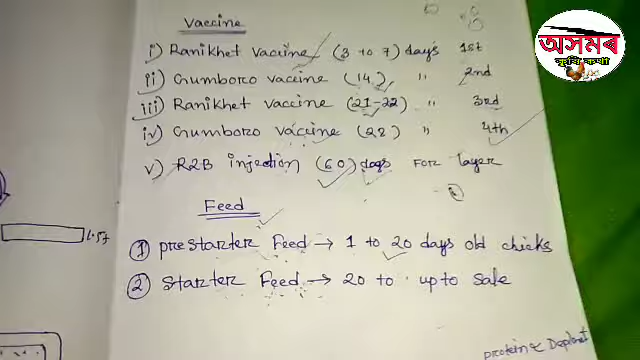 Vaccine
i) Ranikhet vaccine (3 to 7) days 1st
ii) Gumboro vaccine (14) " 2nd
iii) Ranikhet vaccine (21-22) " 3rd
iv) Gumboro vaccine (28) " 4th
v) R2B injection (60) days For layer
Feed
① prestarter Feed → 1 to 20 days old chicks
② Starter Feed → 20 to upto sale
protein &
অসমৰ
কৃষি কথা